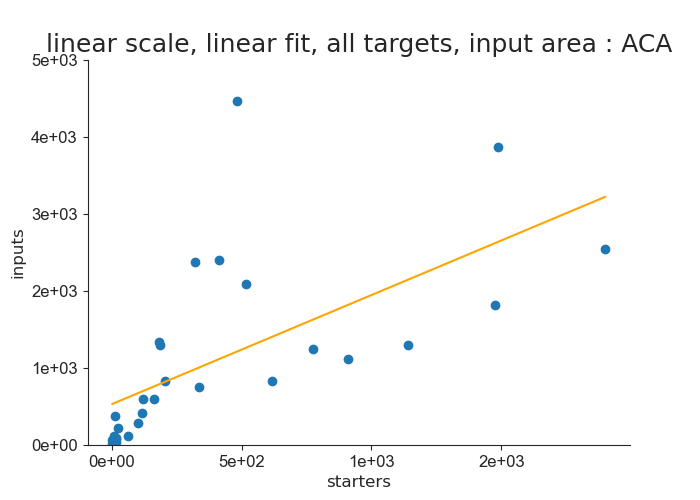 linear scale, linear fit, all targets, input area : ACA
5e+03
4e+03
3e+03
2e+03
1e+03
0e+00
inputs
0e+00 5e+02 1e+03 2e+03
starters